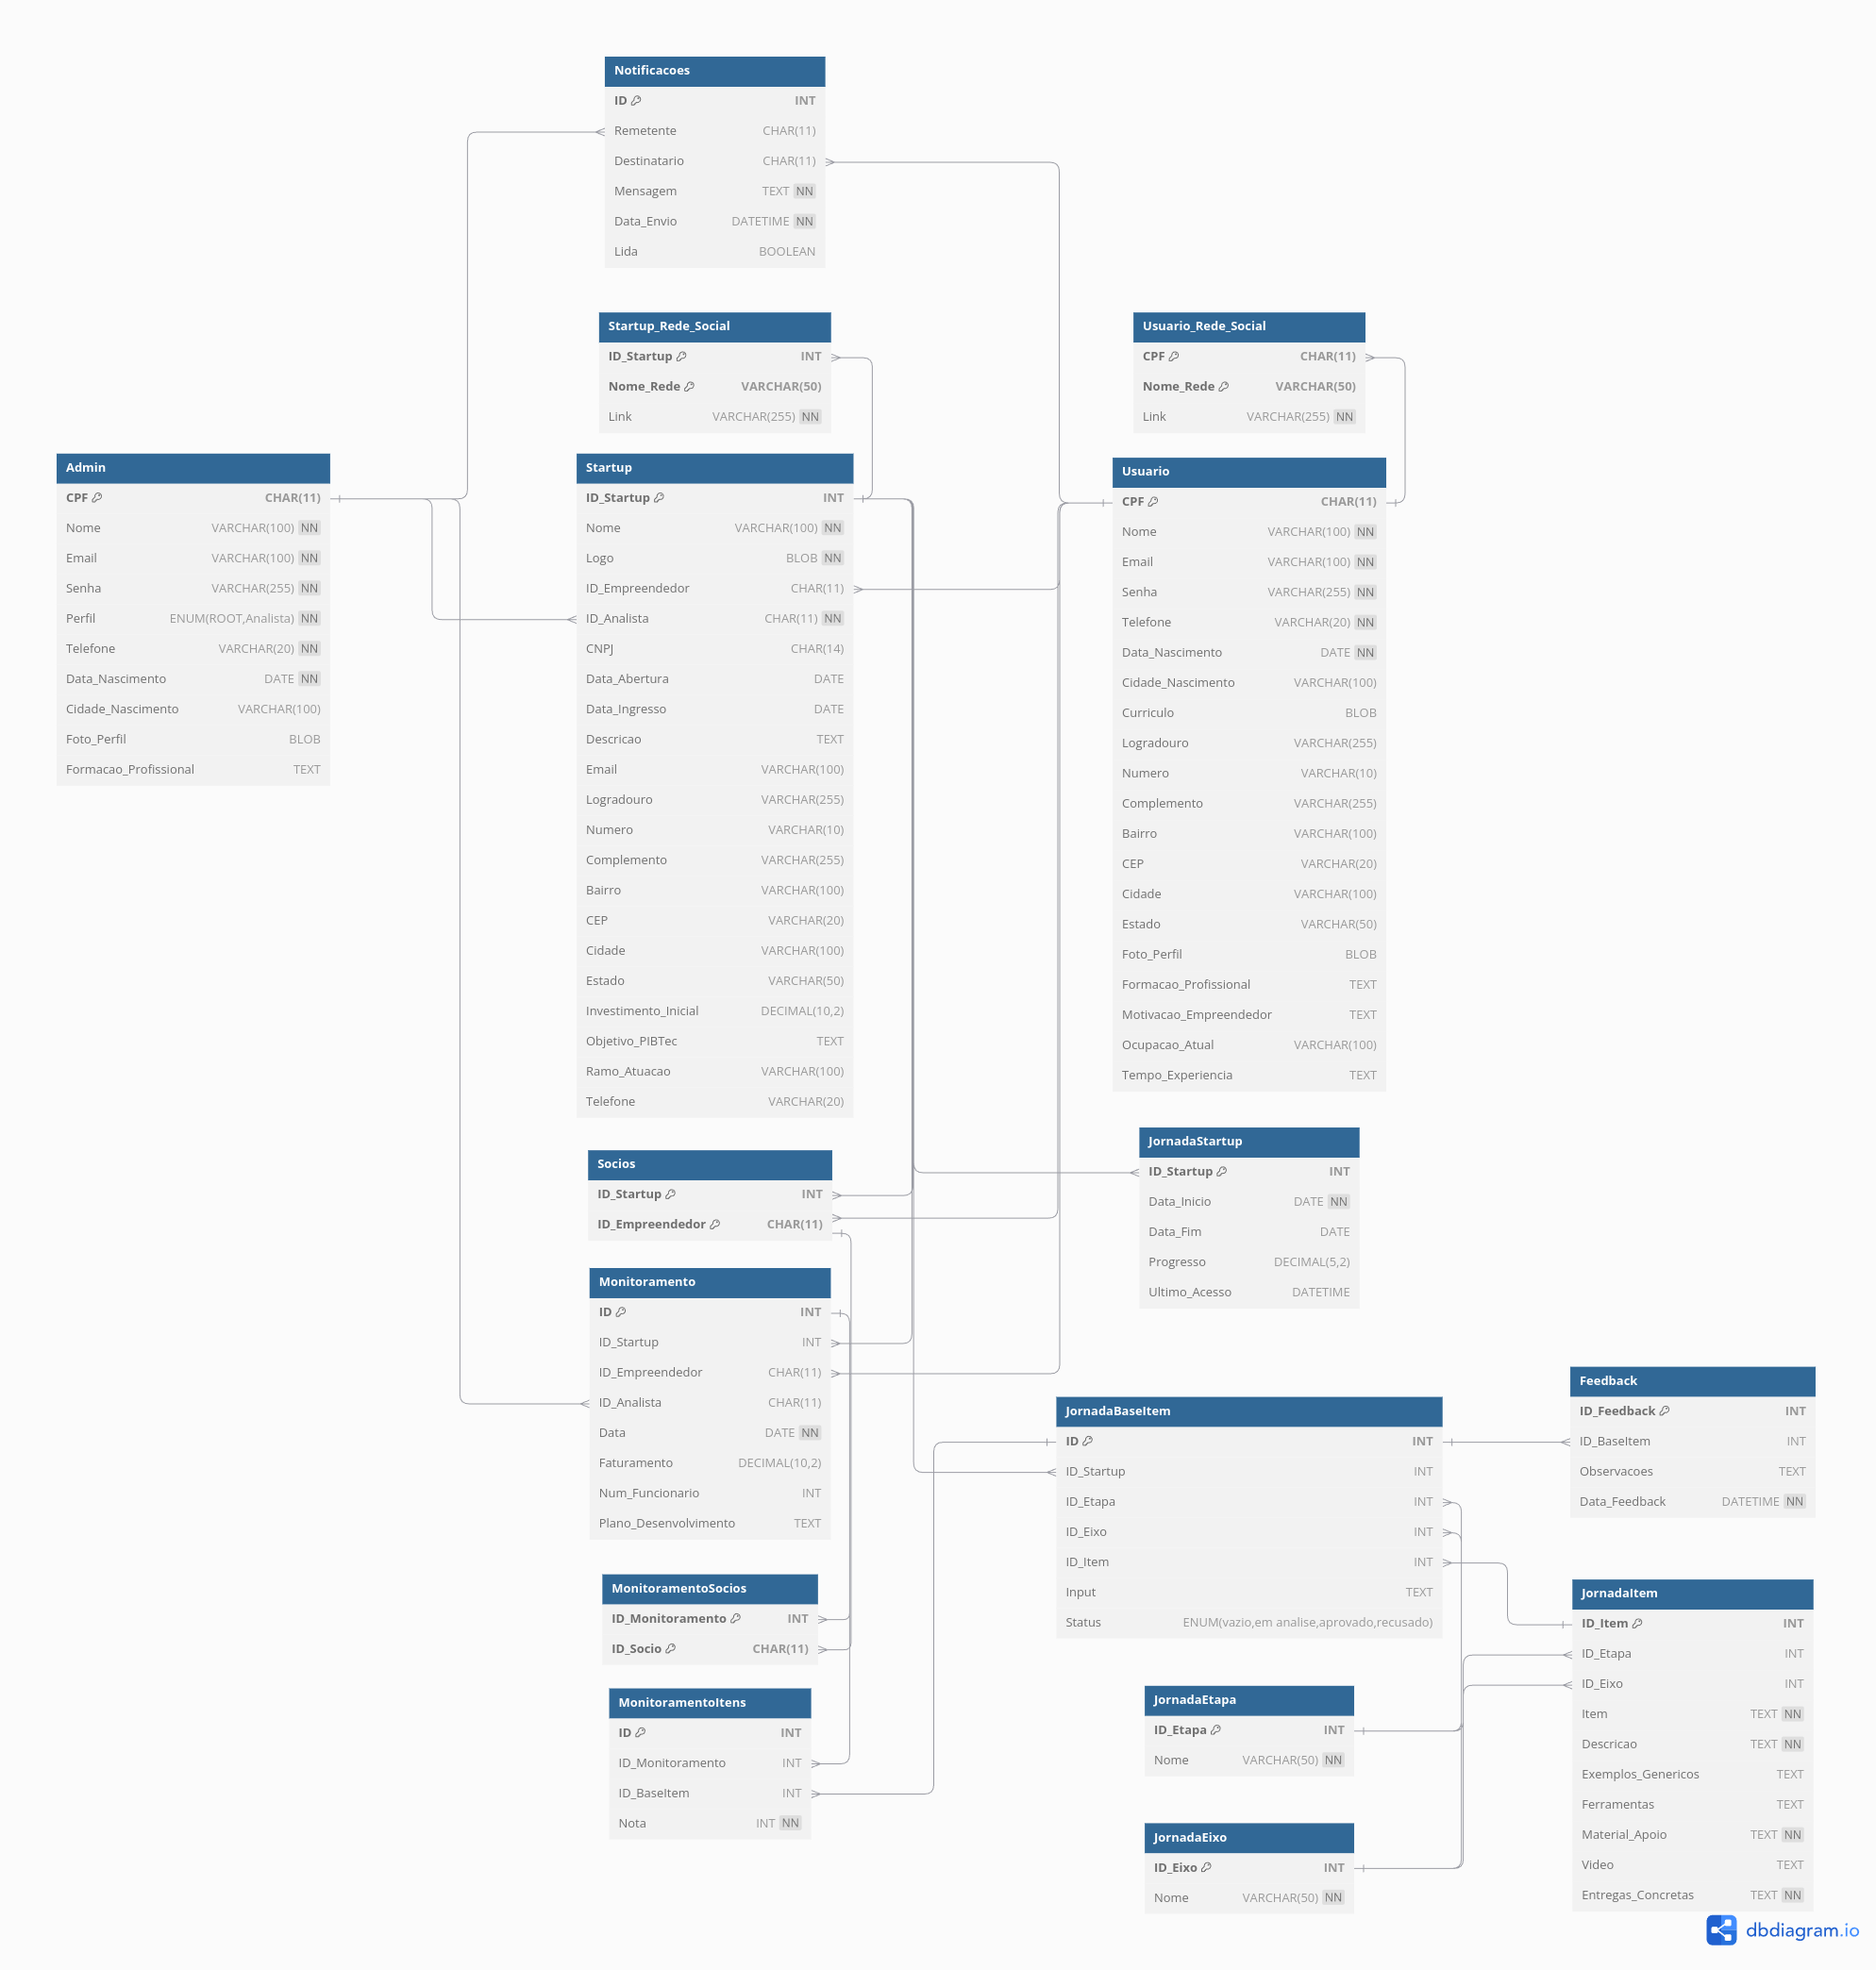 Notificacoes
ID INT
Remetente CHAR(11)
Destinatario CHAR(11)
Mensagem TEXT NN
Data_Envio DATETIME NN
Lida BOOLEAN
Startup_Rede_Social
ID_Startup INT
Nome_Rede VARCHAR(50)
Link VARCHAR(255) NN
Usuario_Rede_Social
CPF CHAR(11)
Nome_Rede VARCHAR(50)
Link VARCHAR(255) NN
Admin
CPF CHAR(11)
Nome VARCHAR(100) NN
Email VARCHAR(100) NN
Senha VARCHAR(255) NN
Perfil ENUM(ROOT,Analista) NN
Telefone VARCHAR(20) NN
Data_Nascimento DATE NN
Cidade_Nascimento VARCHAR(100)
Foto_Perfil BLOB
Formacao_Profissional TEXT
Startup
ID_Startup INT
Nome VARCHAR(100) NN
Logo BLOB NN
ID_Empreendedor CHAR(11)
ID_Analista CHAR(11) NN
CNPJ CHAR(14)
Data_Abertura DATE
Data_Ingresso DATE
Descricao TEXT
Email VARCHAR(100)
Logradouro VARCHAR(255)
Numero VARCHAR(10)
Complemento VARCHAR(255)
Bairro VARCHAR(100)
CEP VARCHAR(20)
Cidade VARCHAR(100)
Estado VARCHAR(50)
Investimento_Inicial DECIMAL(10,2)
Objetivo_PIBTec TEXT
Ramo_Atuacao VARCHAR(100)
Telefone VARCHAR(20)
Usuario
CPF CHAR(11)
Nome VARCHAR(100) NN
Email VARCHAR(100) NN
Senha VARCHAR(255) NN
Telefone VARCHAR(20) NN
Data_Nascimento DATE NN
Cidade_Nascimento VARCHAR(100)
Curriculo BLOB
Logradouro VARCHAR(255)
Numero VARCHAR(10)
Complemento VARCHAR(255)
Bairro VARCHAR(100)
CEP VARCHAR(20)
Cidade VARCHAR(100)
Estado VARCHAR(50)
Foto_Perfil BLOB
Formacao_Profissional TEXT
Motivacao_Empreendedor TEXT
Ocupacao_Atual VARCHAR(100)
Tempo_Experiencia TEXT
JornadaStartup
ID_Startup INT
Data_Inicio DATE NN
Data_Fim DATE
Progresso DECIMAL(5,2)
Ultimo_Acesso DATETIME
Socios
ID_Startup INT
ID_Empreendedor CHAR(11)
Monitoramento
ID INT
ID_Startup INT
ID_Empreendedor CHAR(11)
ID_Analista CHAR(11)
Data DATE NN
Faturamento DECIMAL(10,2)
Num_Funcionario INT
Plano_Desenvolvimento TEXT
JornadaBaseItem
ID INT
ID_Startup INT
ID_Etapa INT
ID_Eixo INT
ID_Item INT
Input TEXT
Status ENUM(vazio,em analise,aprovado,recusado)
Feedback
ID_Feedback INT
ID_BaseItem INT
Observacoes TEXT
Data_Feedback DATETIME NN
MonitoramentoSocios
ID_Monitoramento INT
ID_Socio CHAR(11)
MonitoramentoItens
ID INT
ID_Monitoramento INT
ID_BaseItem INT
Nota INT NN
JornadaEtapa
ID_Etapa INT
Nome VARCHAR(50) NN
JornadaEixo
ID_Eixo INT
Nome VARCHAR(50) NN
JornadaItem
ID_Item INT
ID_Etapa INT
ID_Eixo INT
Item TEXT NN
Descricao TEXT NN
Exemplos_Genericos TEXT
Ferramentas TEXT
Material_Apoio TEXT NN
Video TEXT
Entregas_Concretas TEXT NN
dbdiagram.io